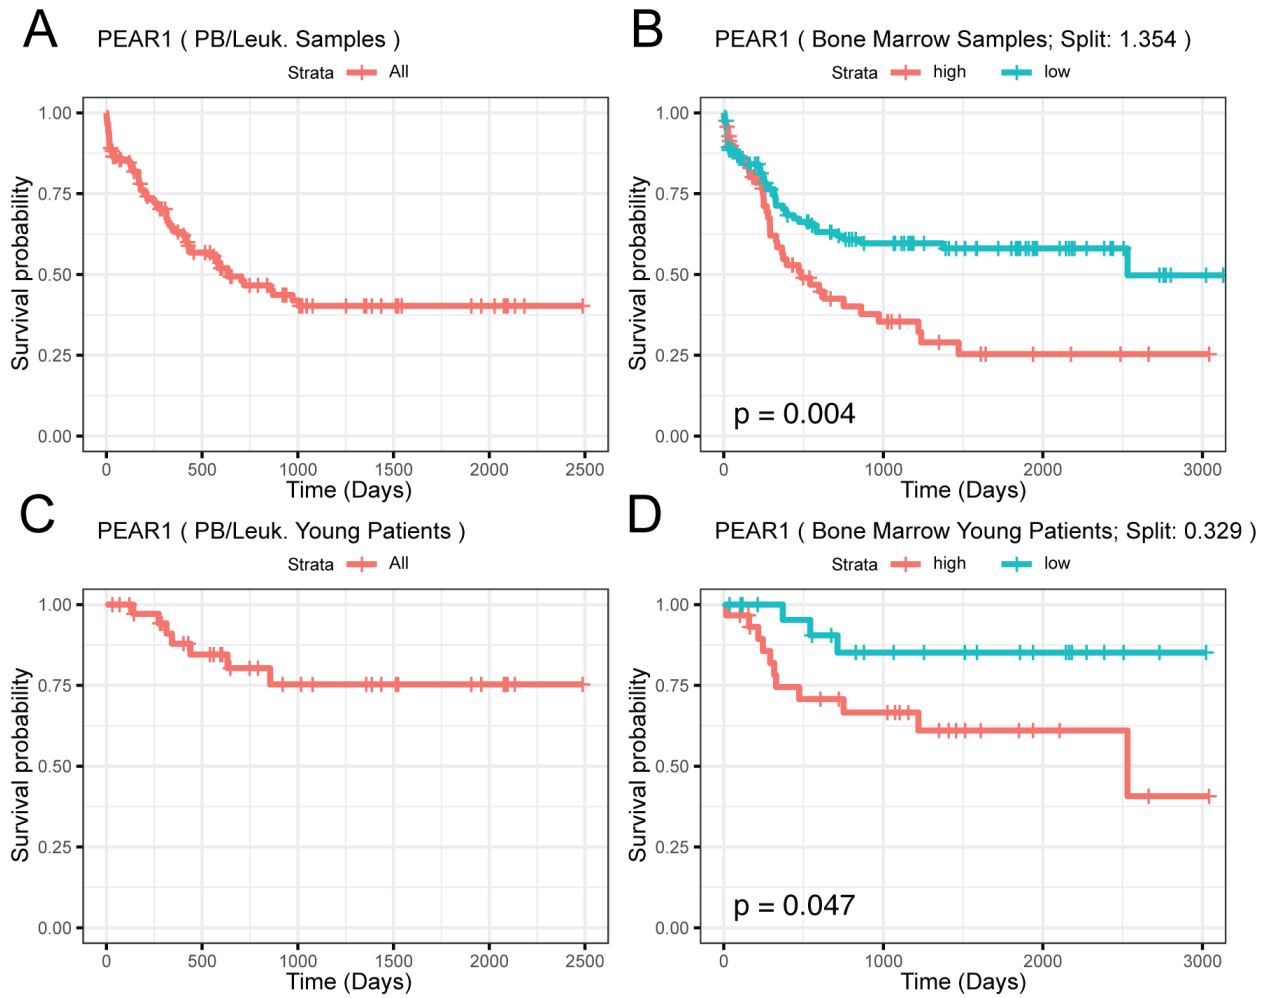 A
PEAR1 ( PB/Leuk. Samples )
Strata All
Survival probability
1.00
0.75
0.50
0.25
0.00
0 500 1000 1500 2000 2500
Time (Days)
B
PEAR1 ( Bone Marrow Samples; Split: 1.354 )
Strata high low
Survival probability
1.00
0.75
0.50
0.25
0.00
p = 0.004
0 1000 2000 3000
Time (Days)
C
PEAR1 ( PB/Leuk. Young Patients )
Strata All
Survival probability
1.00
0.75
0.50
0.25
0.00
0 500 1000 1500 2000 2500
Time (Days)
D
PEAR1 ( Bone Marrow Young Patients; Split: 0.329 )
Strata high low
Survival probability
1.00
0.75
0.50
0.25
0.00
p = 0.047
0 1000 2000 3000
Time (Days)